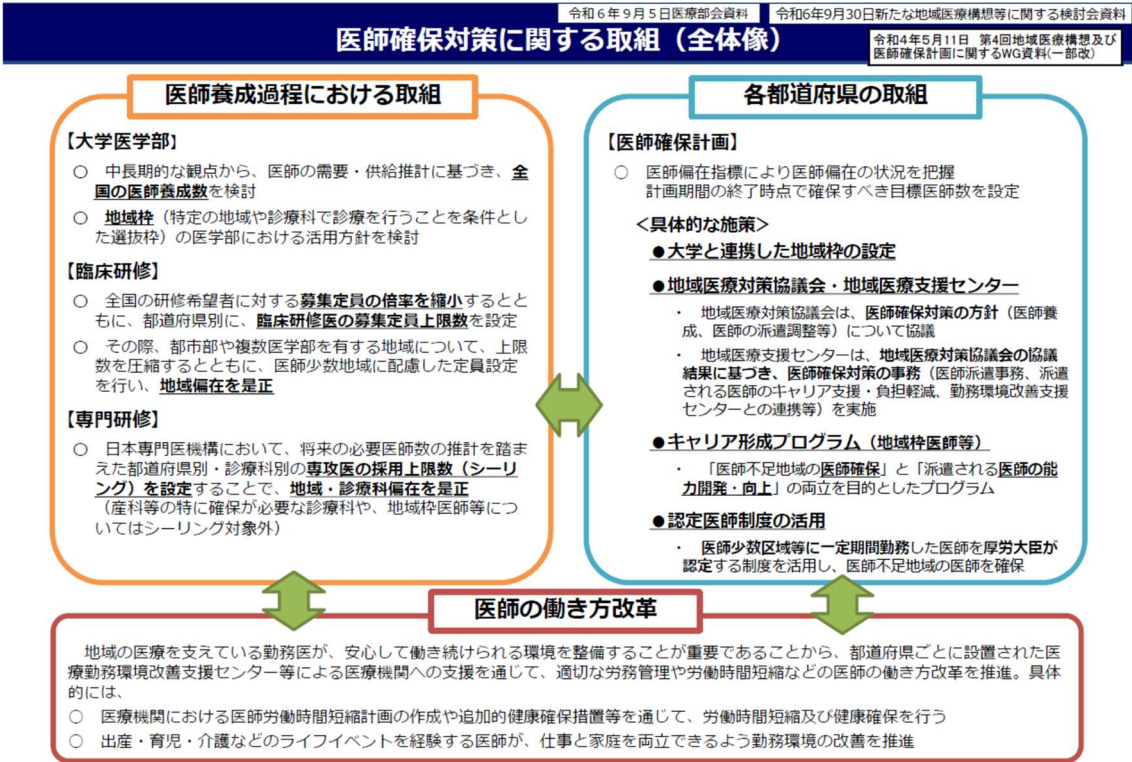 令和６年９月５日医療部会資料
令和6年9月30日新たな地域医療構想等に関する検討会資料
医師確保対策に関する取組（全体像）
令和４年5月11日　第4回地域医療構想及び
医師確保計画に関するWG資料(一部改)
医師養成過程における取組
【大学医学部】
○　中長期的な観点から、医師の需要・供給推計に基づき、全
国の医師養成数を検討
○　地域枠（特定の地域や診療科で診療を行うことを条件とし
た選抜枠）の医学部における活用方針を検討
【臨床研修】
○　全国の研修希望者に対する募集定員の倍率を縮小するとと
もに、都道府県別に、臨床研修医の募集定員上限数を設定
○　その際、都市部や複数医学部を有する地域について、上限
数を圧縮するとともに、医師少数地域に配慮した定員設定
を行い、地域偏在を是正
【専門研修】
○　日本専門医機構において、将来の必要医師数の推計を踏ま
えた都道府県別・診療科別の専攻医の採用上限数（シーリ
ング）を設定することで、地域・診療科偏在を是正
（産科等の特に確保が必要な診療科や、地域枠医師等につ
いてはシーリング対象外）
各都道府県の取組
【医師確保計画】
○　医師偏在指標により医師偏在の状況を把握
計画期間の終了時点で確保すべき目標医師数を設定
＜具体的な施策＞
●大学と連携した地域枠の設定
●地域医療対策協議会・地域医療支援センター
・　地域医療対策協議会は、医師確保対策の方針（医師養
成、医師の派遣調整等）について協議
・　地域医療支援センターは、地域医療対策協議会の協議
結果に基づき、医師確保対策の事務（医師派遣事務、派遣
される医師のキャリア支援・負担軽減、勤務環境改善支援
センターとの連携等）を実施
●キャリア形成プログラム（地域枠医師等）
・　「医師不足地域の医師確保」と「派遣される医師の能
力開発・向上」の両立を目的としたプログラム
●認定医師制度の活用
・　医師少数区域等に一定期間勤務した医師を厚労大臣が
認定する制度を活用し、医師不足地域の医師を確保
医師の働き方改革
地域の医療を支えている勤務医が、安心して働き続けられる環境を整備することが重要であることから、都道府県ごとに設置された医
療勤務環境改善支援センター等による医療機関への支援を通じて、適切な労務管理や労働時間短縮などの医師の働き方改革を推進。具体
的には、
○　医療機関における医師労働時間短縮計画の作成や追加的健康確保措置等を通じて、労働時間短縮及び健康確保を行う
○　出産・育児・介護などのライフイベントを経験する医師が、仕事と家庭を両立できるよう勤務環境の改善を推進